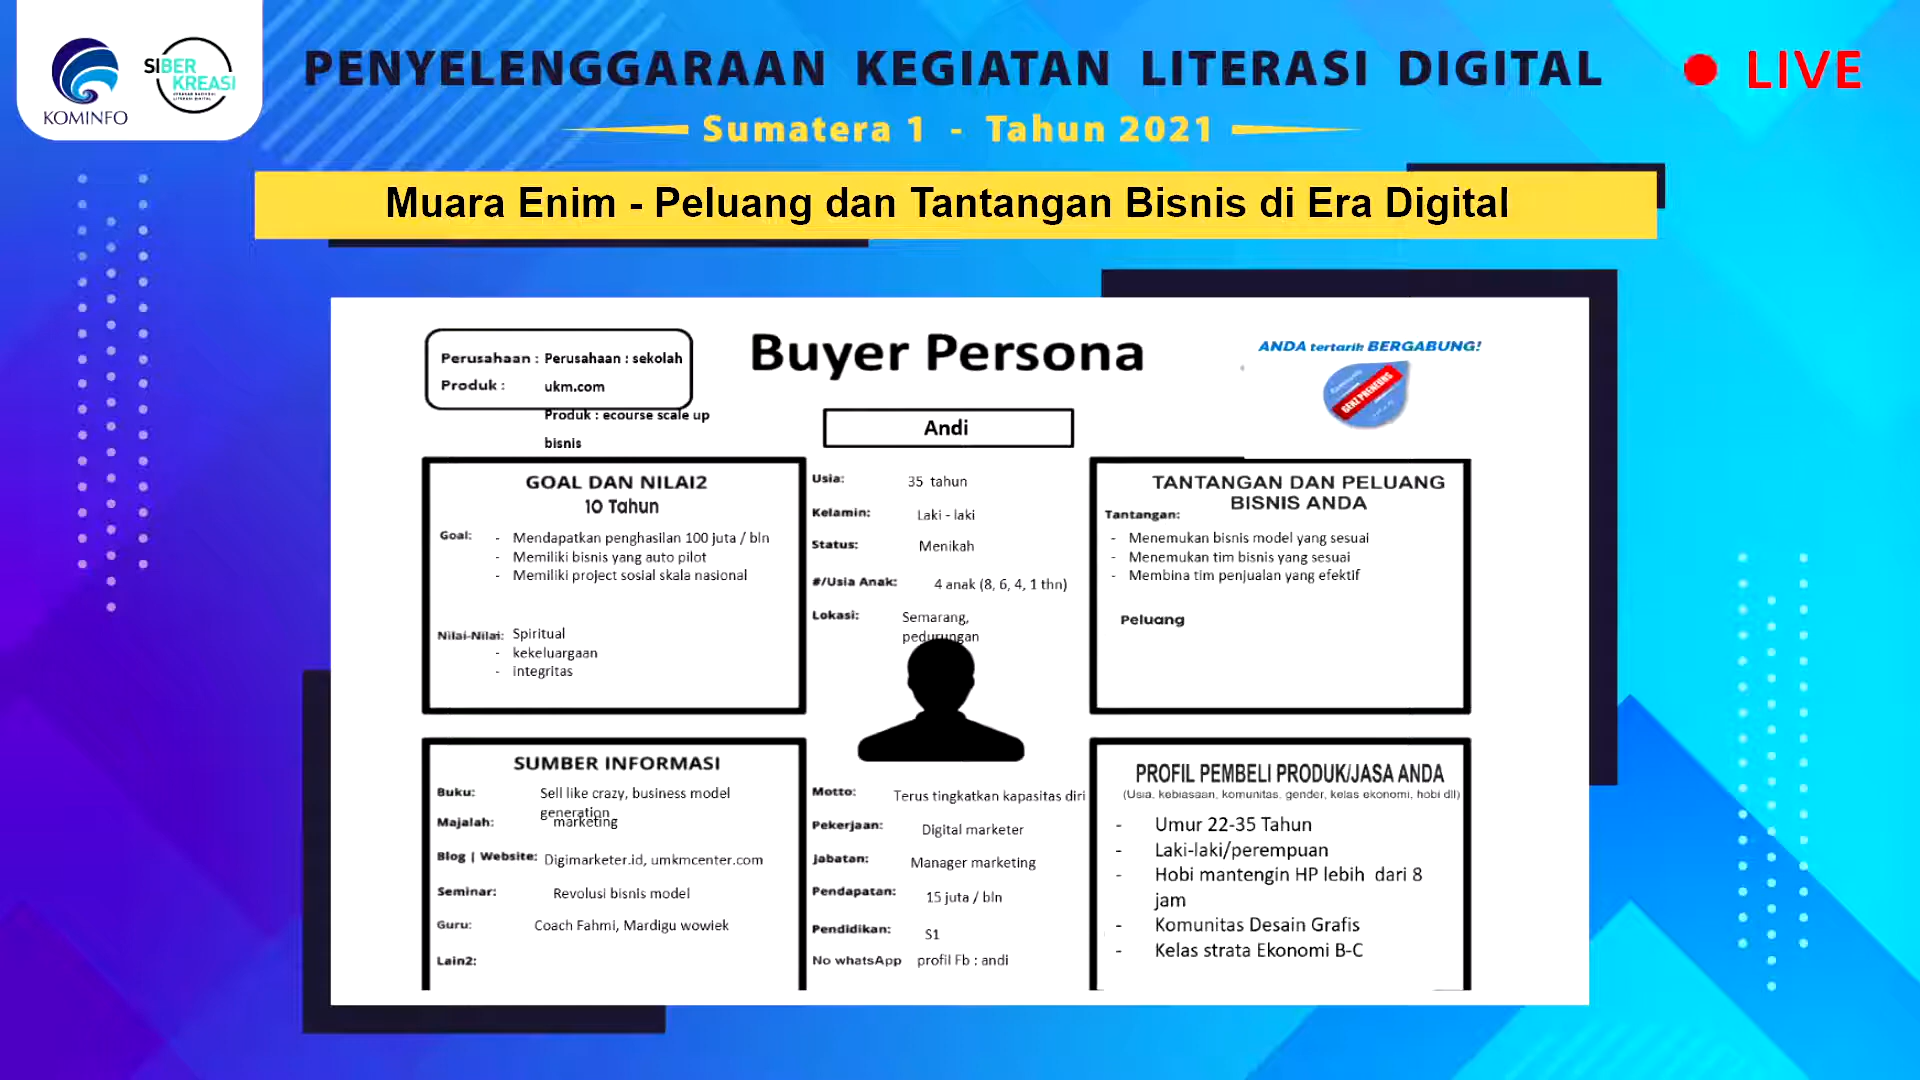 KOMINFO
SIBER
KREASI
PENYELENGGARAAN KEGIATAN LITERASI DIGITAL
LIVE
Sumatera 1 - Tahun 2021
Muara Enim - Peluang dan Tantangan Bisnis di Era Digital
Perusahaan : Perusahaan : sekolah
Produk : ukm.com
Produk : ecourse scale up
bisnis
Buyer Persona
ANDA tertarik BERGABUNG!
GENZ PRENEURS
Andi
GOAL DAN NILAI2
10 Tahun
Goal:
- Mendapatkan penghasilan 100 juta / bln
- Memiliki bisnis yang auto pilot
- Memiliki project sosial skala nasional
Nilai-Nilai: Spiritual
- kekeluargaan
- integritas
Usia: 35 tahun
Kelamin: Laki - laki
Status: Menikah
#/Usia Anak: 4 anak (8, 6, 4, 1 thn)
Lokasi: Semarang,
pedurungan
TANTANGAN DAN PELUANG
BISNIS ANDA
Tantangan:
- Menemukan bisnis model yang sesuai
- Menemukan tim bisnis yang sesuai
- Membina tim penjualan yang efektif
Peluang
SUMBER INFORMASI
Buku: Sell like crazy, business model
generation
Majalah: marketing
Blog | Website: Digimarketer.id, umkmcenter.com
Seminar: Revolusi bisnis model
Guru: Coach Fahmi, Mardigu wowiek
Lain2:
Motto: Terus tingkatkan kapasitas diri
Pekerjaan: Digital marketer
Jabatan: Manager marketing
Pendapatan: 15 juta / bln
Pendidikan: S1
No whatsApp profil Fb : andi
PROFIL PEMBELI PRODUK/JASA ANDA
(Usia, kebiasaan, komunitas, gender, kelas ekonomi, hobi dll)
- Umur 22-35 Tahun
- Laki-laki/perempuan
- Hobi mantengin HP lebih dari 8
jam
- Komunitas Desain Grafis
- Kelas strata Ekonomi B-C